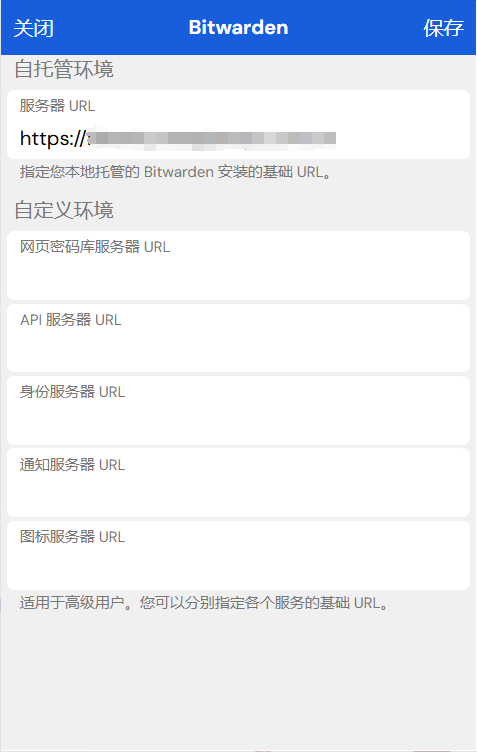 关闭
Bitwarden
保存
自托管环境
服务器 URL
https://
指定您本地托管的 Bitwarden 安装的基础 URL。
自定义环境
网页密码库服务器 URL
API 服务器 URL
身份服务器 URL
通知服务器 URL
图标服务器 URL
适用于高级用户。您可以分别指定各个服务的基础 URL。